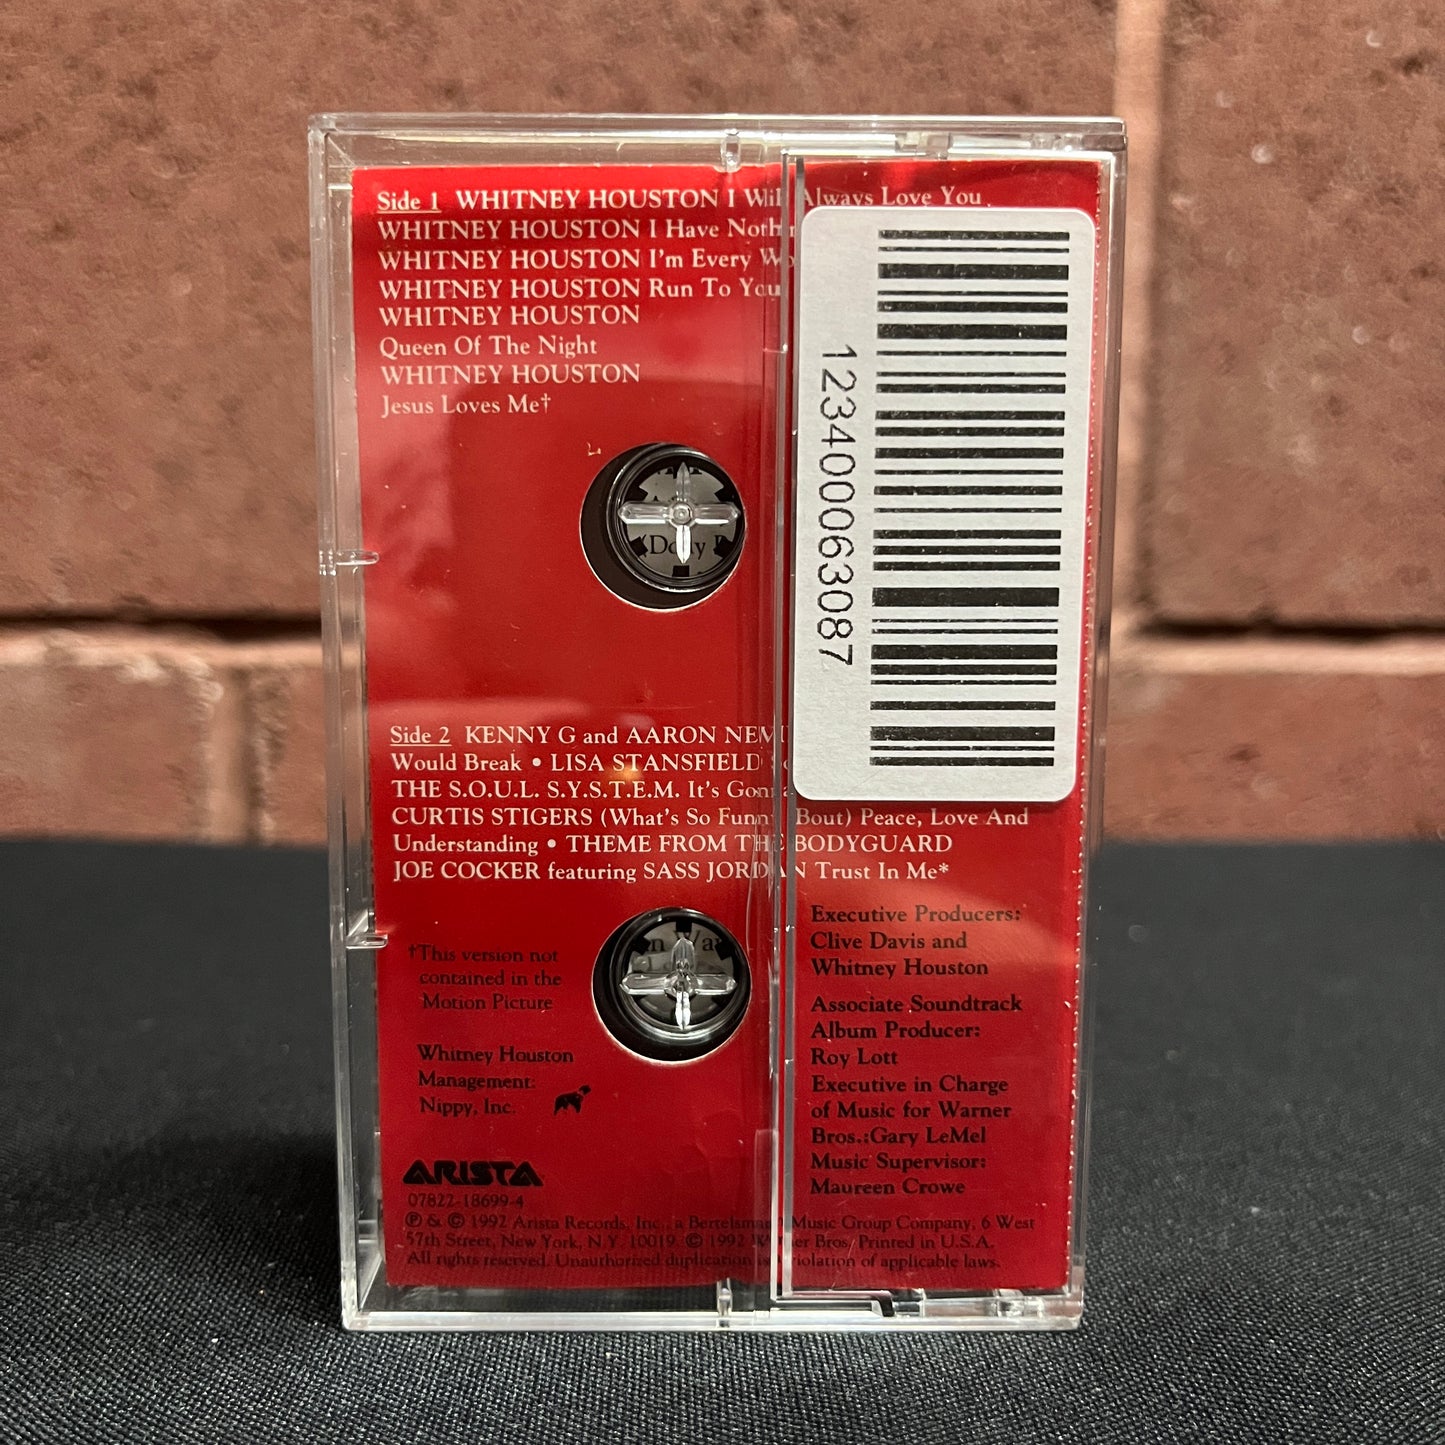 Side 1 WHITNEY HOUSTON I Will Always Love You
WHITNEY HOUSTON I Have
WHITNEY HOUSTON I'm Every
WHITNEY HOUSTON Run To You
WHITNEY HOUSTON
Queen Of The Night
WHITNEY HOUSTON
Jesus Loves Me†
Side 2 KENNY G and AARON
Would Break • LISA STANSFIELD
THE S.O.U.L. S.Y.S.T.E.M. It's
CURTIS STIGERS (What's So Funny 'Bout) Peace, Love And
Understanding • THEME FROM THE BODYGUARD
JOE COCKER featuring SASS JORDAN Trust In Me*
†This version not
contained in the
Motion Picture
Whitney Houston
Management:
Nippy, Inc.
ARISTA
07822-18699-4
Executive Producers:
Clive Davis and
Whitney Houston
Associate Soundtrack
Album Producer:
Roy Lott
Executive in Charge
of Music for Warner
Bros.:Gary LeMel
Music Supervisor:
Maureen Crowe
℗ & © 1992 Arista Records, Inc., a Bertelsmann Music Group Company, 6 West
57th Street, New York, N.Y. 10019. © 1992 Warner Bros. Printed in U.S.A.
All rights reserved. Unauthorized duplication is a violation of applicable laws.
123400063087